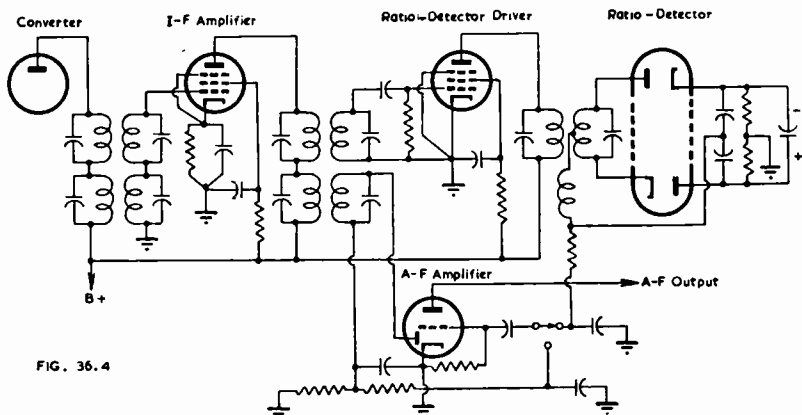 Converter
I-F Amplifier
Ratio-Detector Driver
Ratio-Detector
-
+
B+
A-F Amplifier
A-F Output
FIG. 36.4